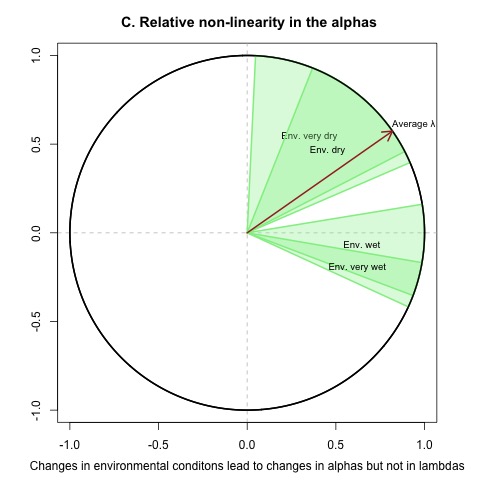 C. Relative non-linearity in the alphas
1.0
0.5
0.0
-0.5
-1.0
Average λ
Env. very dry
Env. dry
Env. wet
Env. very wet
-1.0 -0.5 0.0 0.5 1.0
Changes in environmental conditons lead to changes in alphas but not in lambdas